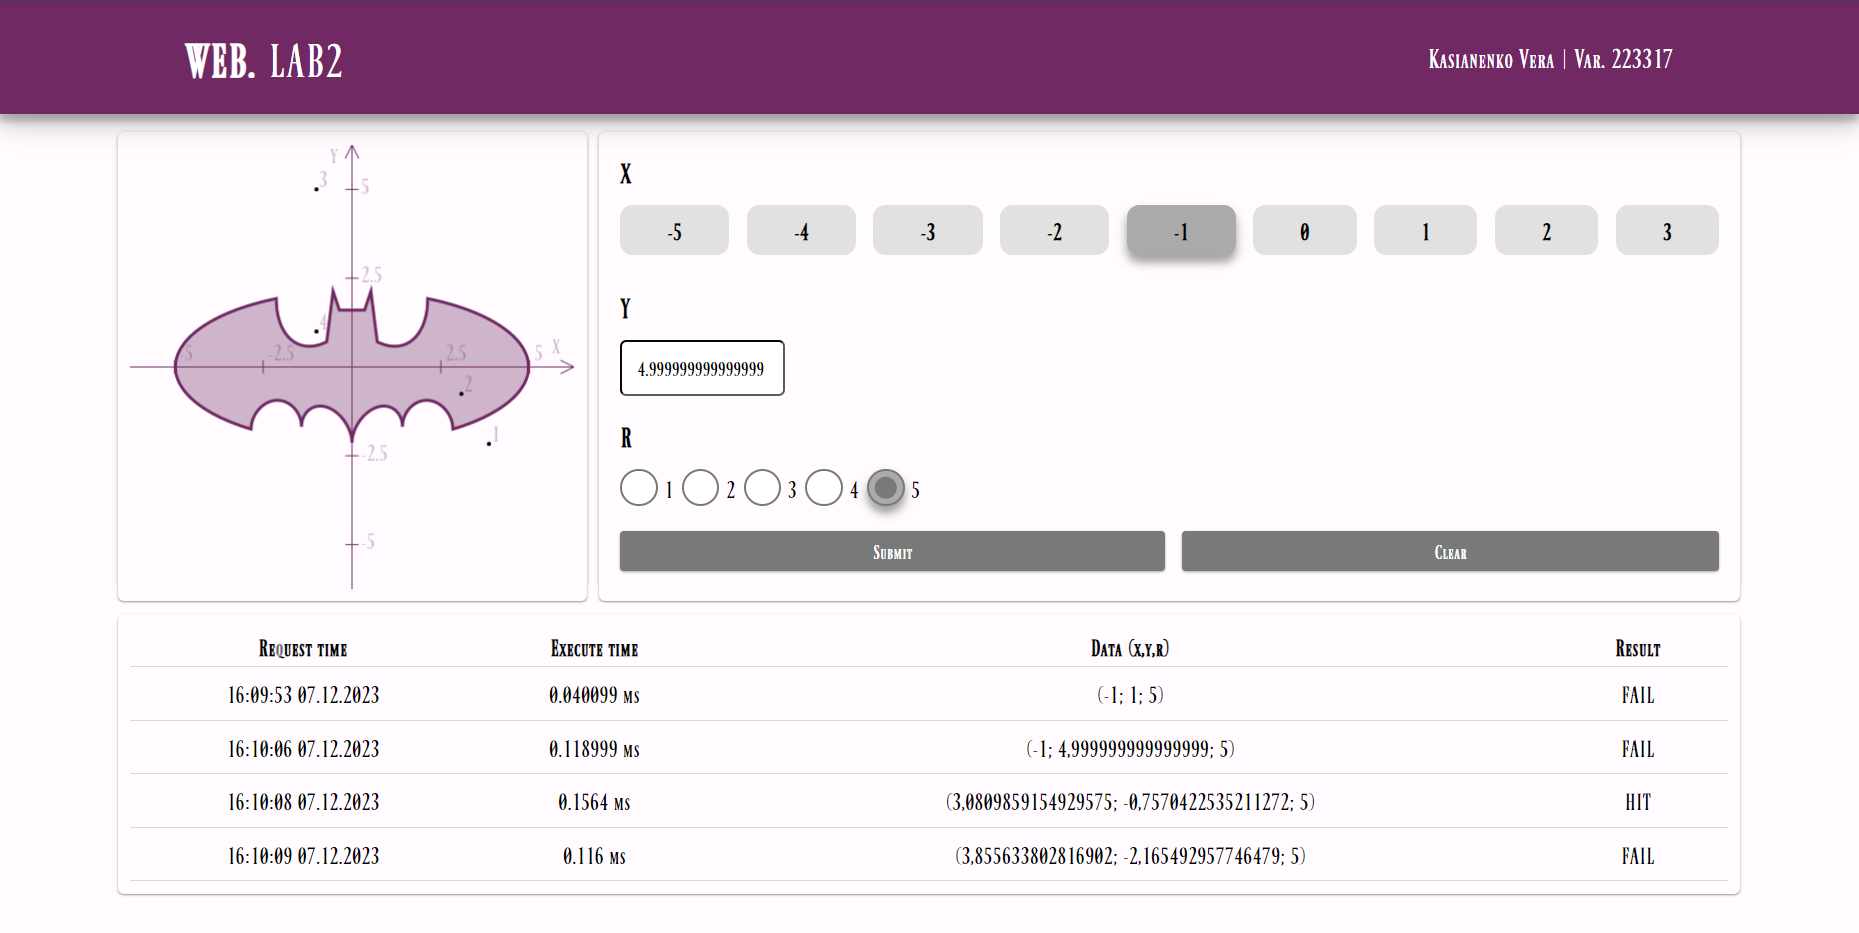 WEB. LAB2
Kasianenko Vera | Var. 223317
Y
3
5
2.5
4
-5
-2.5
2.5
5
X
2
1
-2.5
-5
X
-5 -4 -3 -2 -1 0 1 2 3
Y
4.999999999999999
R
1 2 3 4 5
Submit Clear
Request time Execute time Data (x,y,r) Result
16:09:53 07.12.2023 0.040099 ms (-1; 1; 5) FAIL
16:10:06 07.12.2023 0.118999 ms (-1; 4,999999999999999; 5) FAIL
16:10:08 07.12.2023 0.1564 ms (3,0809859154929575; -0,7570422535211272; 5) HIT
16:10:09 07.12.2023 0.116 ms (3,855633802816902; -2,165492957746479; 5) FAIL